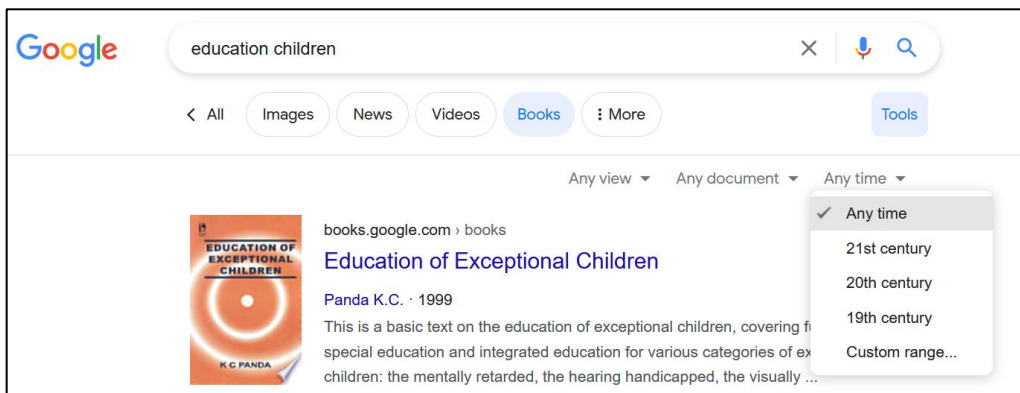 Google
education children
All Images News Videos Books More Tools
Any view Any document Any time
Any time
21st century
20th century
19th century
Custom range...
EDUCATION OF
EXCEPTIONAL
CHILDREN
K C PANDA
books.google.com › books
Education of Exceptional Children
Panda K.C. · 1999
This is a basic text on the education of exceptional children, covering
special education and integrated education for various categories of
children: the mentally retarded, the hearing handicapped, the visually ...